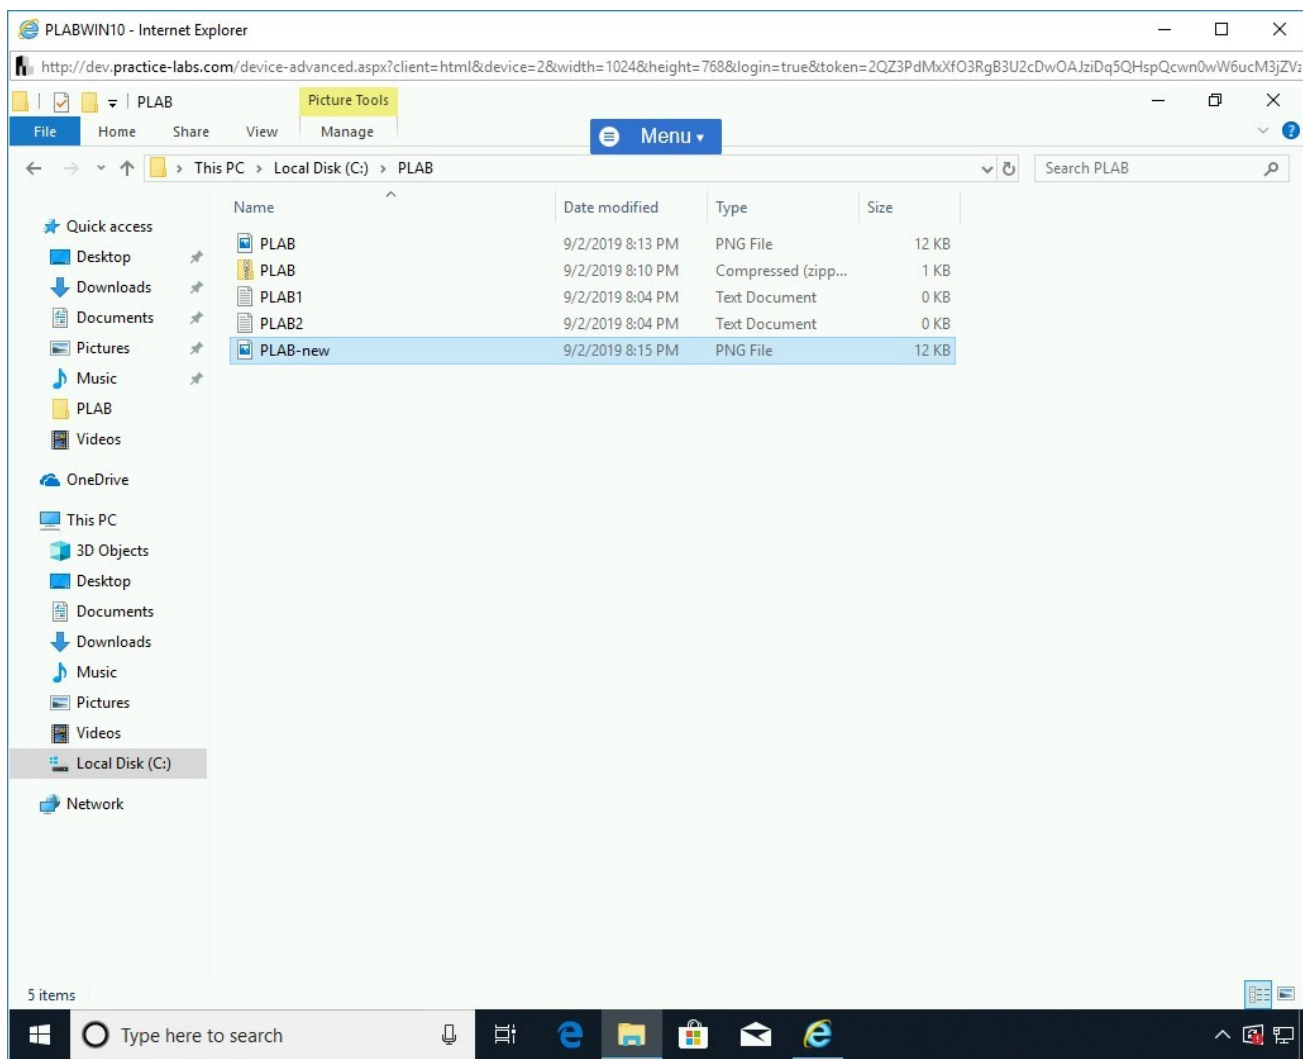 PLABWIN10 - Internet Explorer
http://dev.practice-labs.com/device-advanced.aspx?client=html&device=2&width=1024&height=768&login=true&token=2QZ3PdMxXfO3RgB3U2cDwOAJziDq5QHspQcwn0wW6ucM3jZVz
PLAB Picture Tools
File Home Share View Manage Menu
This PC > Local Disk (C:) > PLAB Search PLAB
Name Date modified Type Size
Quick access
PLAB 9/2/2019 8:13 PM PNG File 12 KB
Desktop
PLAB 9/2/2019 8:10 PM Compressed (zipp... 1 KB
Downloads
PLAB1 9/2/2019 8:04 PM Text Document 0 KB
Documents
PLAB2 9/2/2019 8:04 PM Text Document 0 KB
Pictures
PLAB-new 9/2/2019 8:15 PM PNG File 12 KB
Music
PLAB
Videos
OneDrive
This PC
3D Objects
Desktop
Documents
Downloads
Music
Pictures
Videos
Local Disk (C:)
Network
5 items
Type here to search